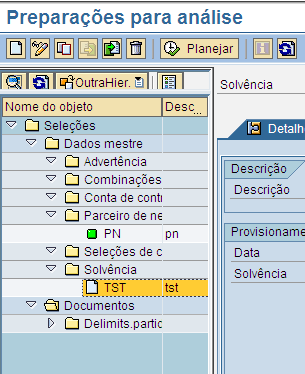 Preparações para análise
Planejar
OutraHier.
Solvência
Nome do objeto Desc...
Detalh
Seleções
Dados mestre
Advertência
Descrição
Combinações
Conta de contr
Descrição
Parceiro de ne
PN pn
Provisioname
Seleções de c
Data
Solvência
Solvência
TST tst
Documentos
Delimits.partic